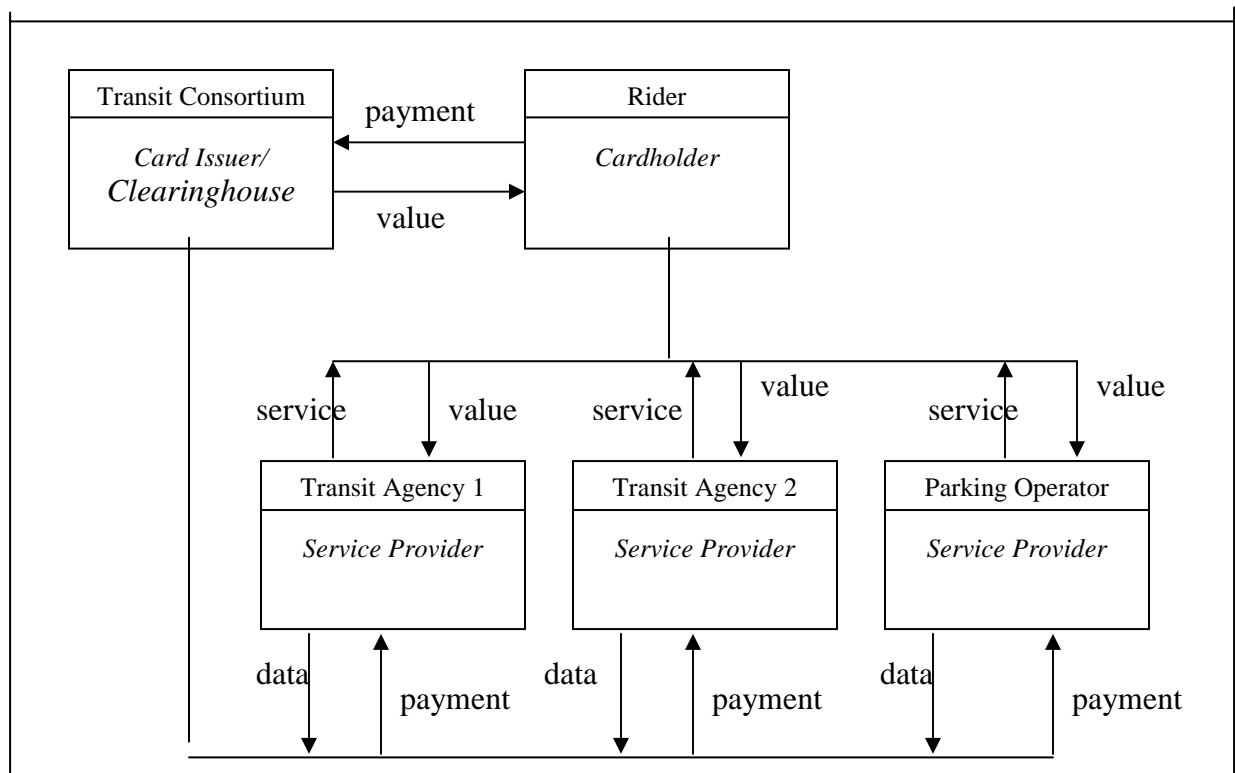 Transit Consortium
Card Issuer/
Clearinghouse
payment
value
Rider
Cardholder
service
value
service
value
service
value
Transit Agency 1
Service Provider
Transit Agency 2
Service Provider
Parking Operator
Service Provider
data
payment
data
payment
data
payment